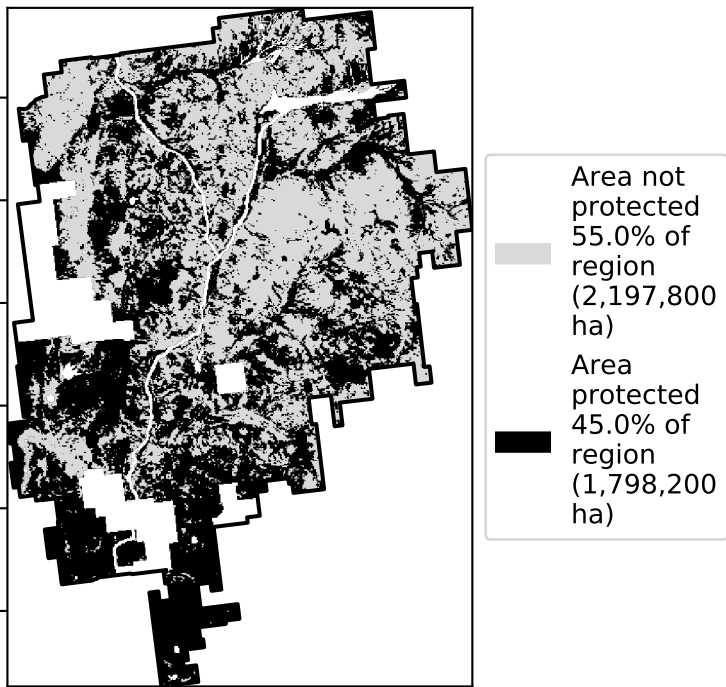 Area not
protected
55.0% of
region
(2,197,800
ha)
Area
protected
45.0% of
region
(1,798,200
ha)